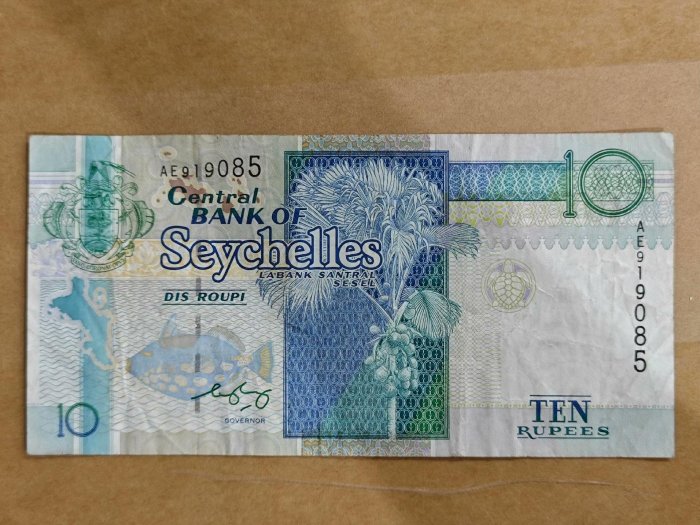 AE919085
Central
BANK OF
Seychelles
LABANK SANTRAL
SESEL
DIS ROUPI
10
GOVERNOR
10
AE919085
TEN
RUPEES